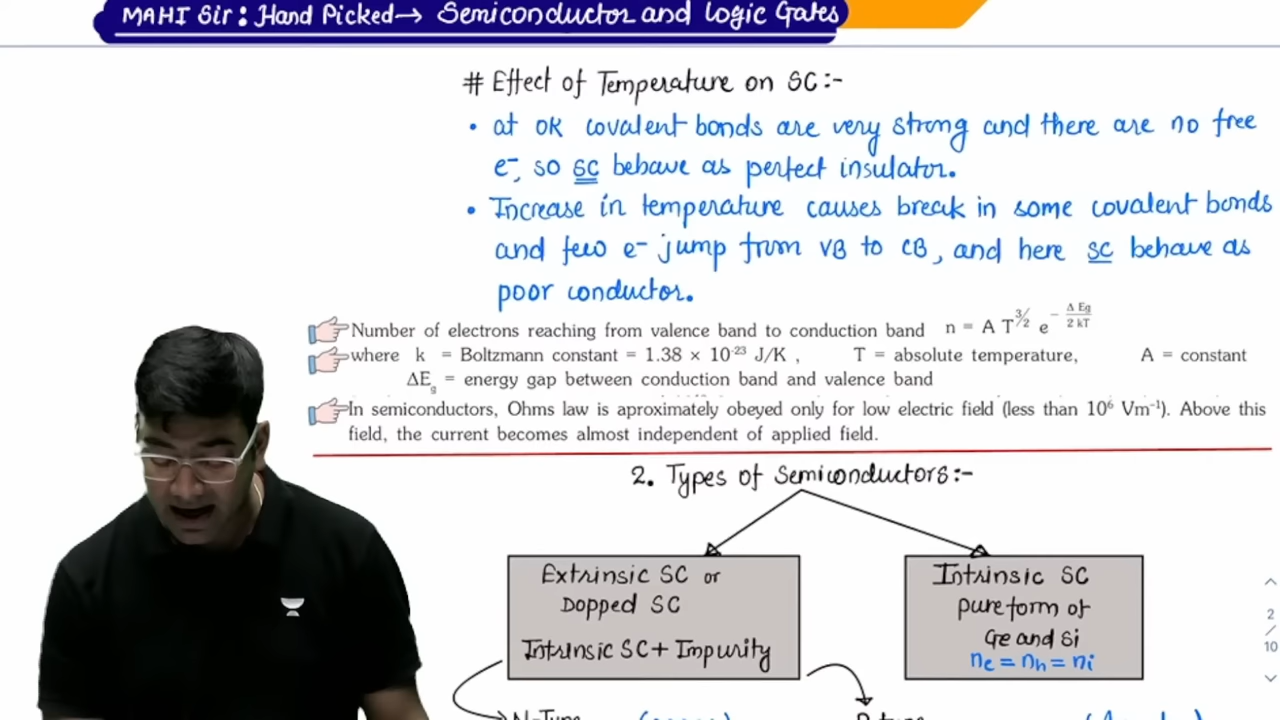 MAHI Sir : Hand Picked→ Semiconductor and Logic Gates
# Effect of Temperature on SC:-
• at 0K covalent bonds are very strong and there are no free
e-, so SC behave as perfect insulator.
• Increase in temperature causes break in some covalent bonds
and few e- jump from VB to CB, and here SC behave as
poor conductor.
Number of electrons reaching from valence band to conduction band n = A T^3/2 e^-ΔEg/2kT
where k = Boltzmann constant = 1.38 × 10⁻²³ J/K , T = absolute temperature, A = constant
ΔEg = energy gap between conduction band and valence band
In semiconductors, Ohms law is aproximately obeyed only for low electric field (less than 10⁶ Vm⁻¹). Above this
field, the current becomes almost independent of applied field.
2. Types of Semiconductors:-
Extrinsic SC or
Dopped SC
Intrinsic SC + Impurity
Intrinsic SC
pure form of
Ge and Si
ne = nh = ni
2
/
10
N-Type